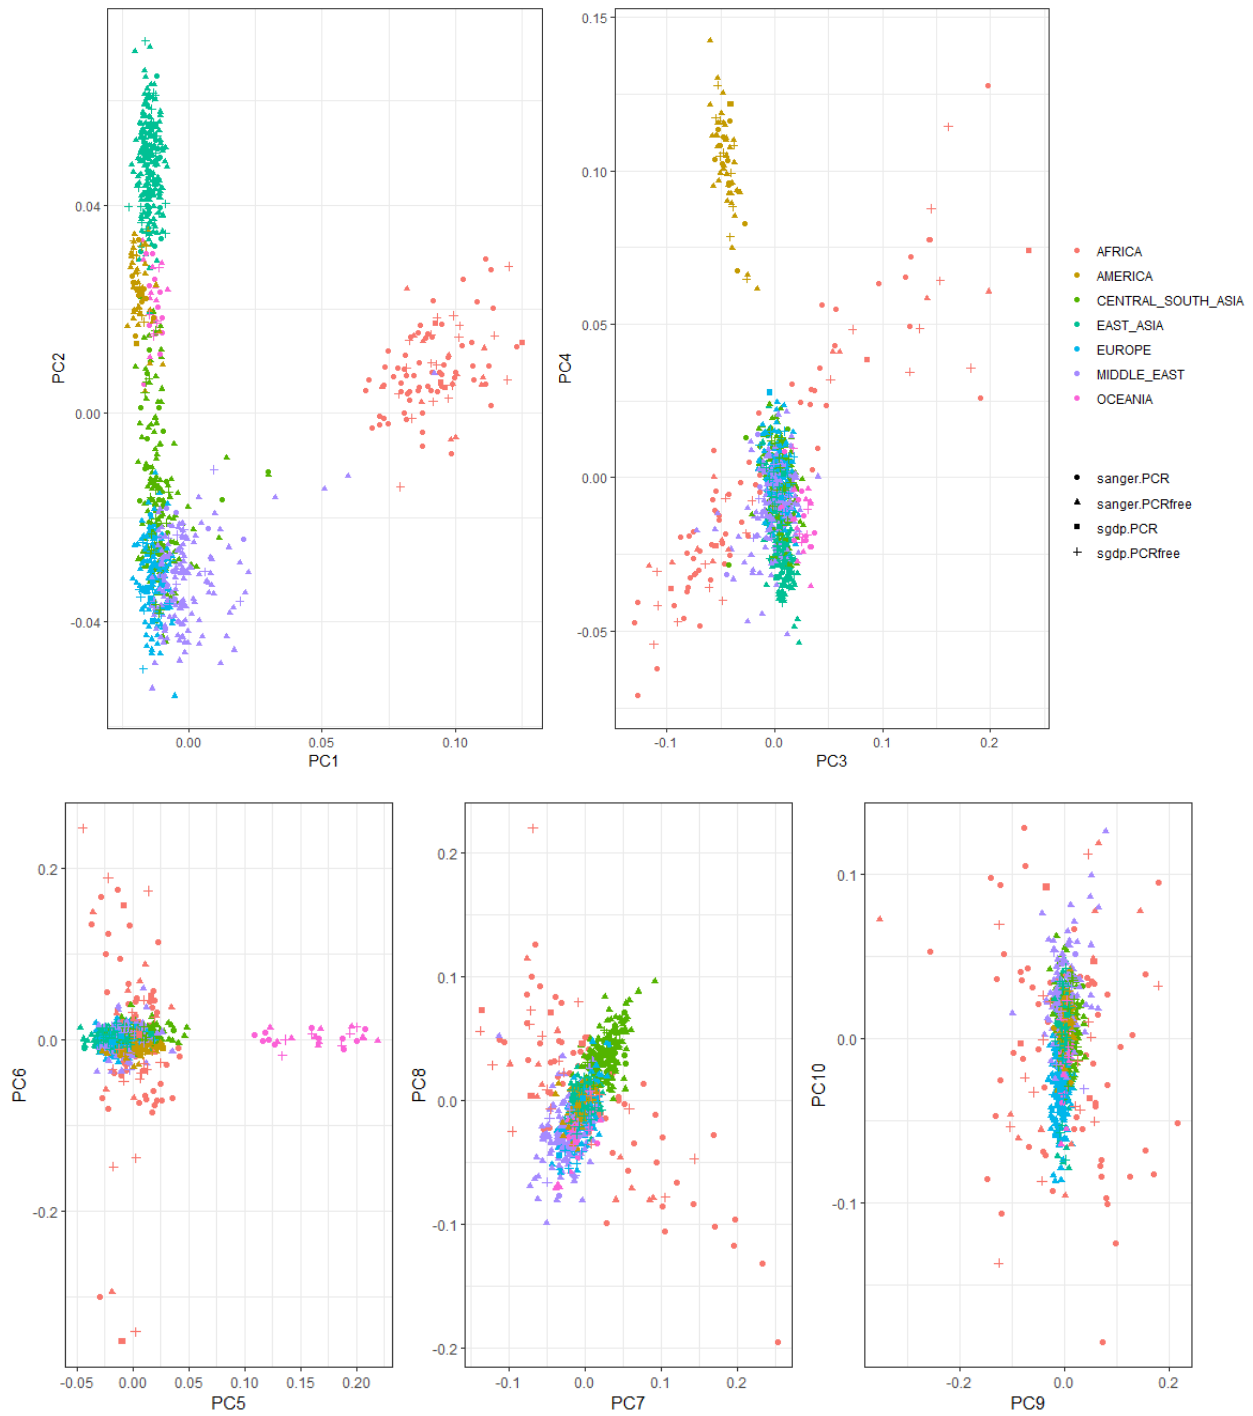 0.04
0.00
-0.04
PC2
0.00
0.05
0.10
PC1
0.15
0.10
0.05
0.00
-0.05
PC4
-0.1
0.0
0.1
0.2
PC3
AFRICA
AMERICA
CENTRAL_SOUTH_ASIA
EAST_ASIA
EUROPE
MIDDLE_EAST
OCEANIA
sanger.PCR
sanger.PCRfree
sgdp.PCR
sgdp.PCRfree
0.2
0.0
-0.2
PC6
-0.05
0.00
0.05
0.10
0.15
0.20
PC5
0.2
0.1
0.0
-0.1
-0.2
PC8
-0.1
0.0
0.1
0.2
PC7
0.1
0.0
-0.1
PC10
-0.2
0.0
0.2
PC9